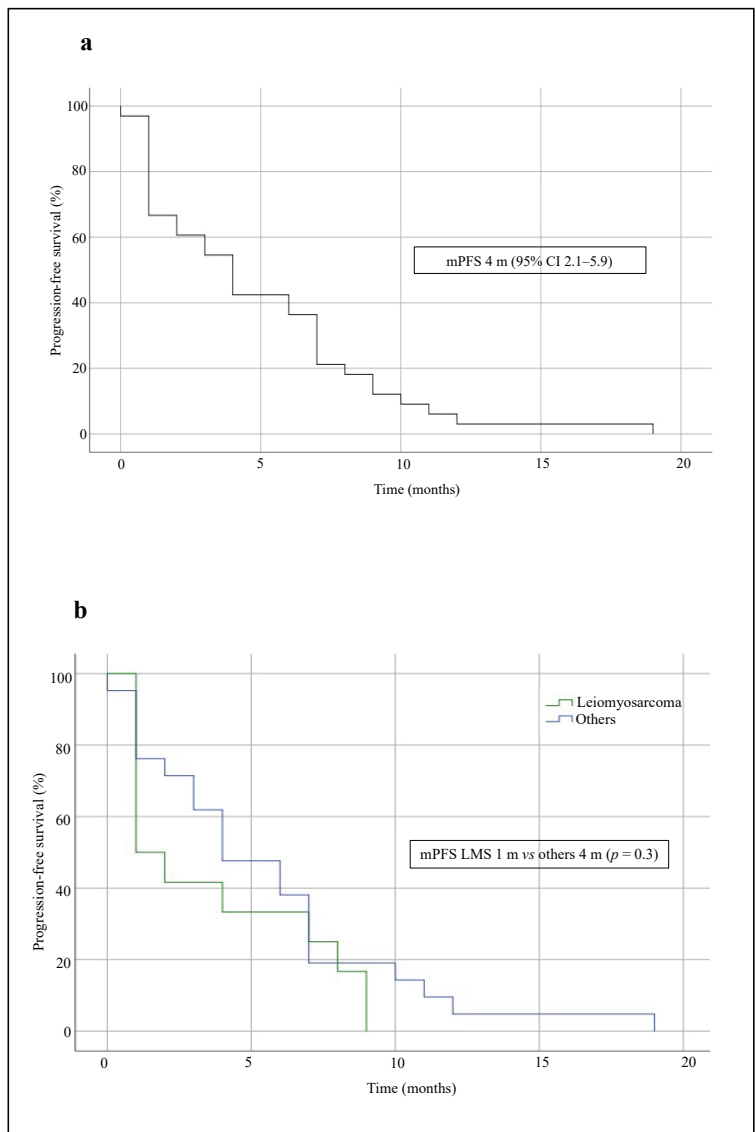 a
100
80
60
40
20
0
Progression-free survival (%)
mPFS 4 m (95% CI 2.1–5.9)
0 5 10 15 20
Time (months)
b
100
80
60
40
20
0
Progression-free survival (%)
Leiomyosarcoma
Others
mPFS LMS 1 m vs others 4 m (p = 0.3)
0 5 10 15 20
Time (months)